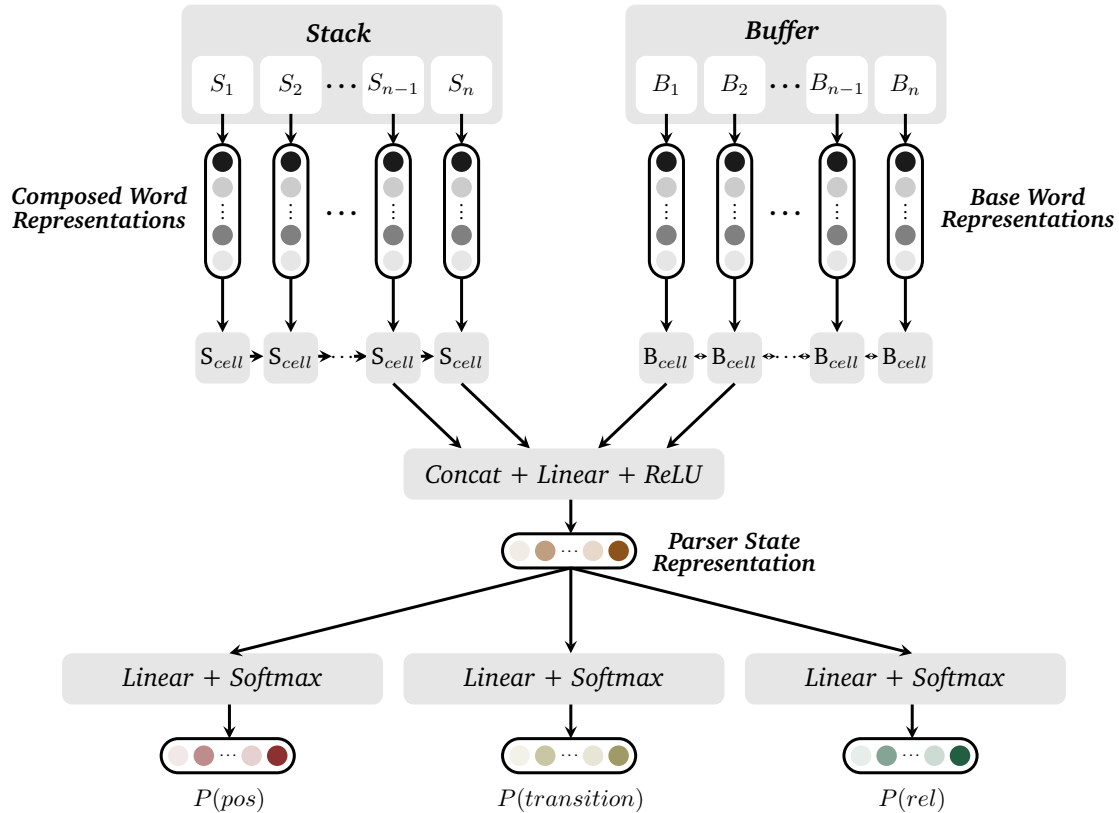 Stack
Buffer
S1 S2 ... Sn−1 Sn
B1 B2 ... Bn−1 Bn
Composed Word
Representations
...
...
Base Word
Representations
Scell Scell ... Scell Scell
Bcell Bcell ... Bcell Bcell
Concat + Linear + ReLU
...
Parser State
Representation
Linear + Softmax
Linear + Softmax
Linear + Softmax
...
...
...
P(pos)
P(transition)
P(rel)